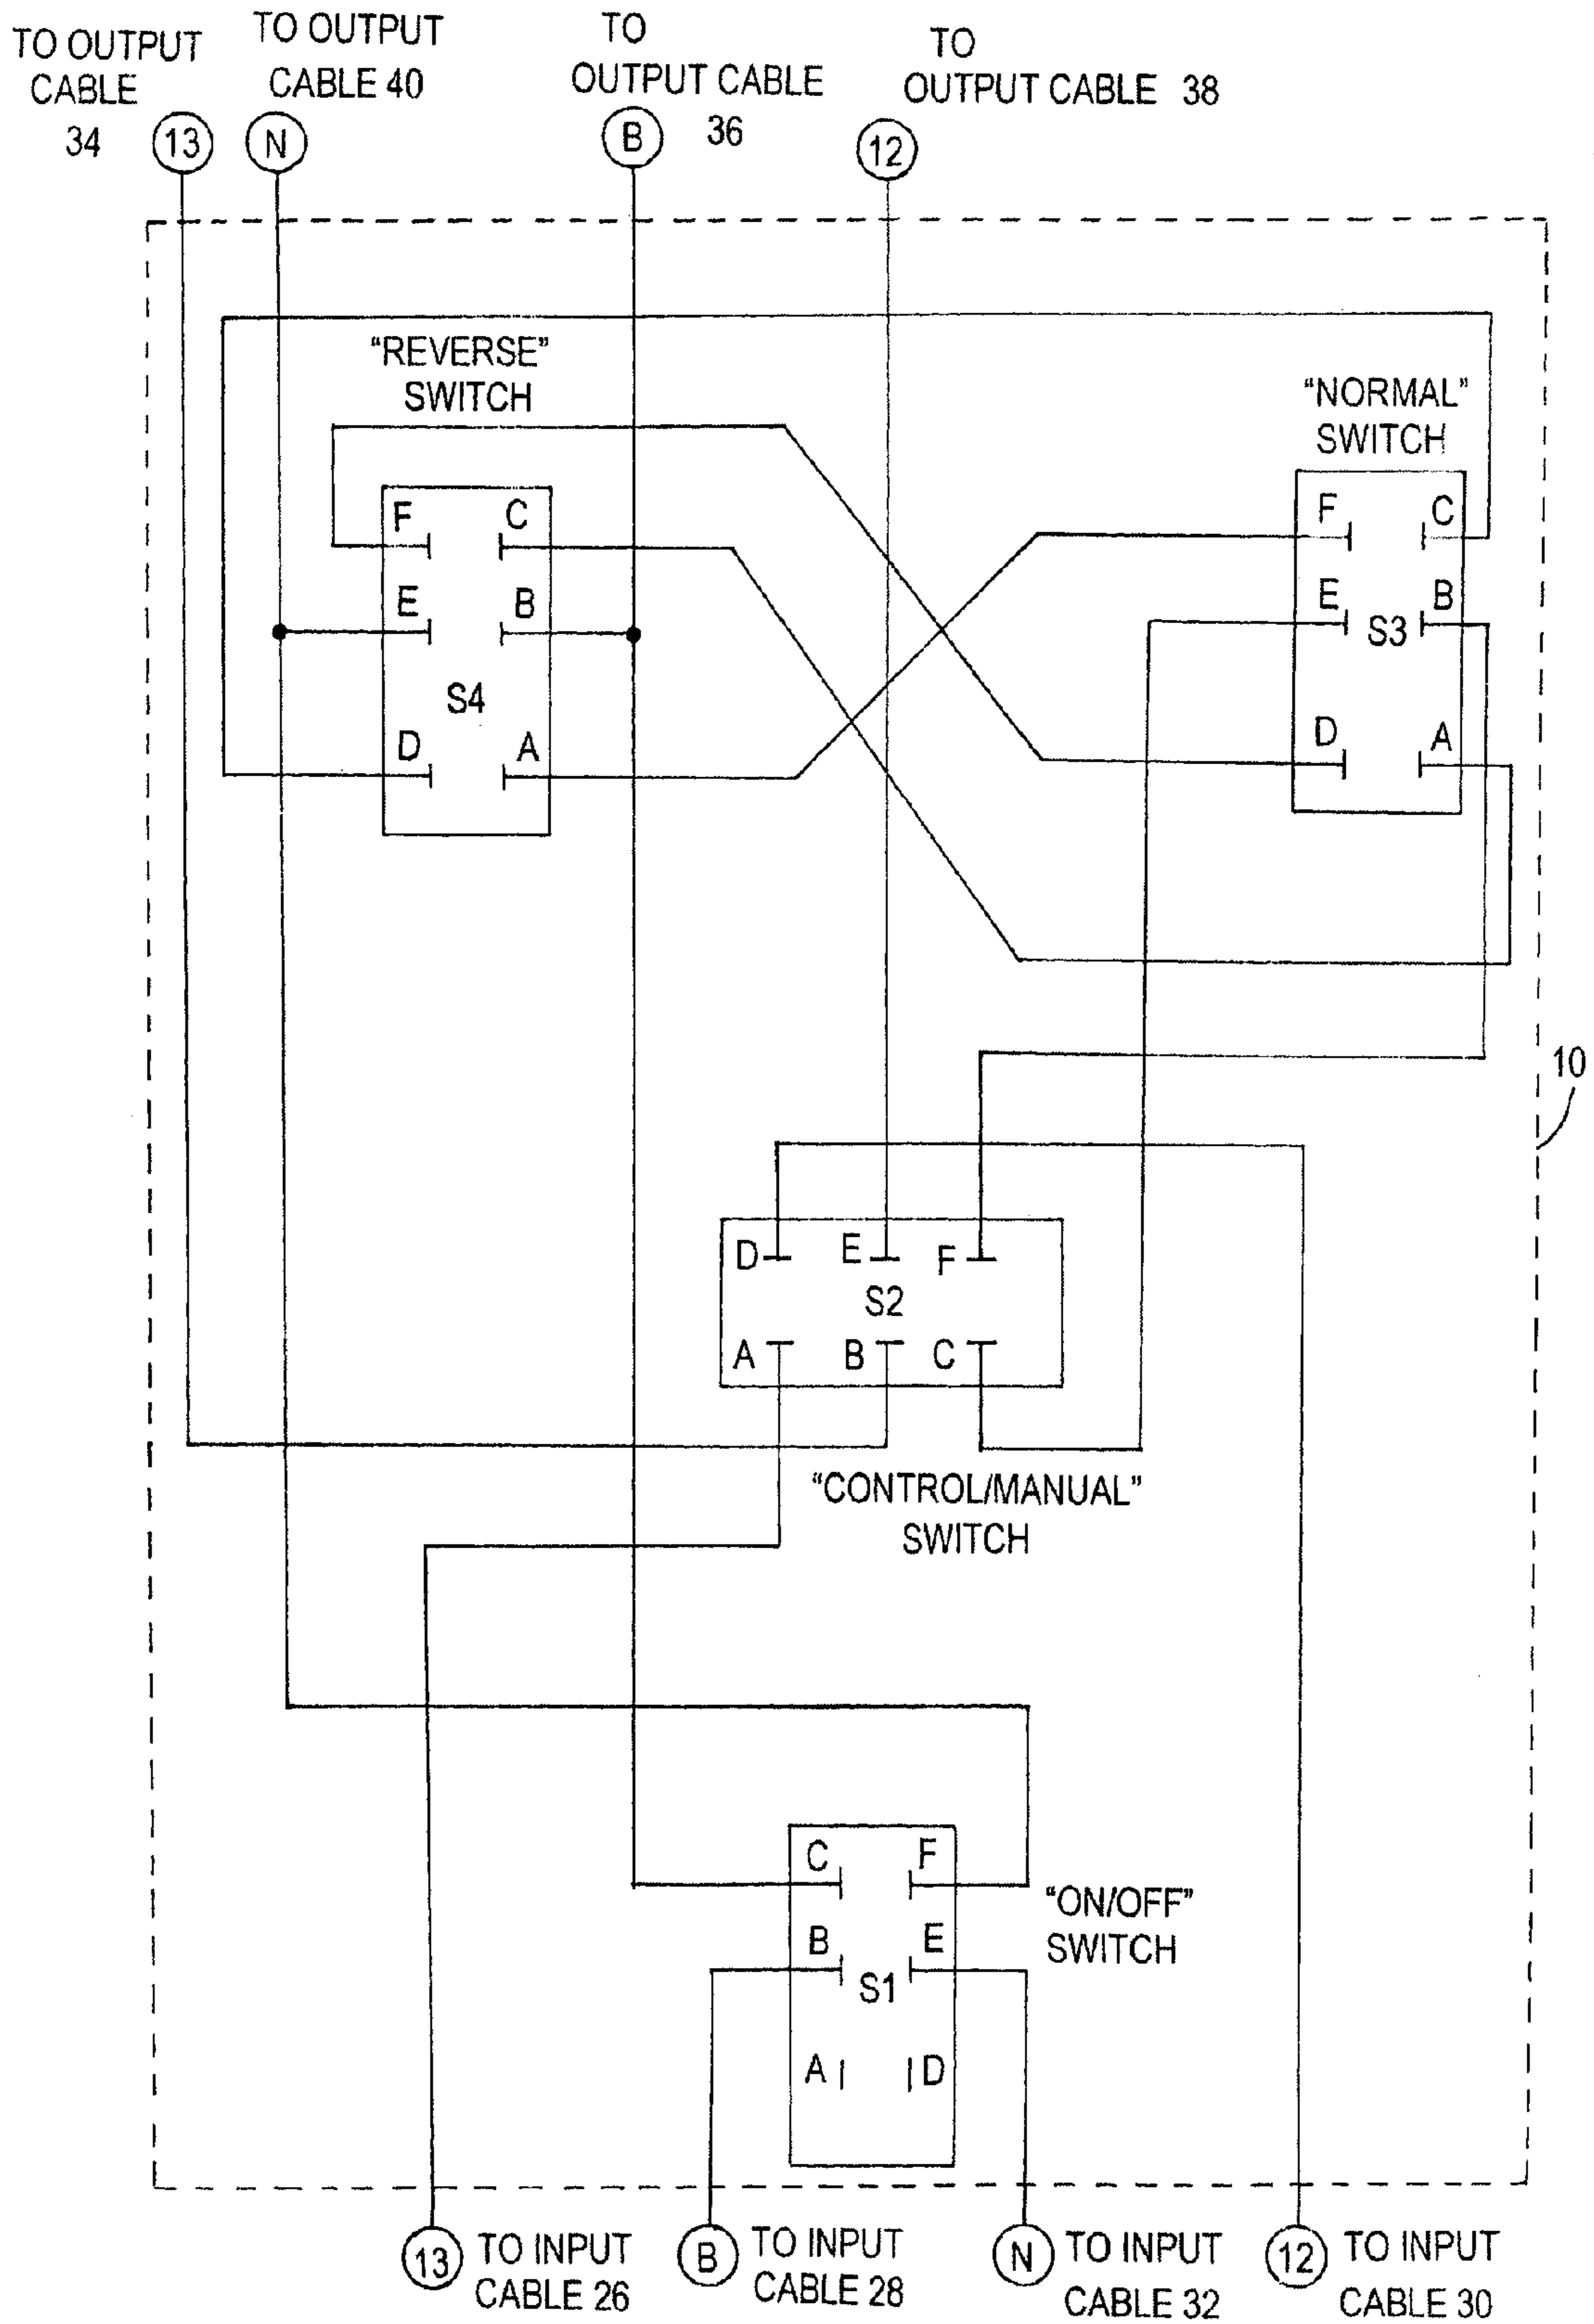 TO OUTPUT
CABLE
34
13
TO OUTPUT
CABLE 40
N
TO
OUTPUT CABLE
36
B
TO
OUTPUT CABLE 38
12
"REVERSE"
SWITCH
F C
E B
S4
D A
"NORMAL"
SWITCH
F C
E B
S3
D A
10
D E F
S2
A B C
"CONTROL/MANUAL"
SWITCH
C F
B E
S1
A D
"ON/OFF"
SWITCH
13 TO INPUT
CABLE 26
B TO INPUT
CABLE 28
N TO INPUT
CABLE 32
12 TO INPUT
CABLE 30